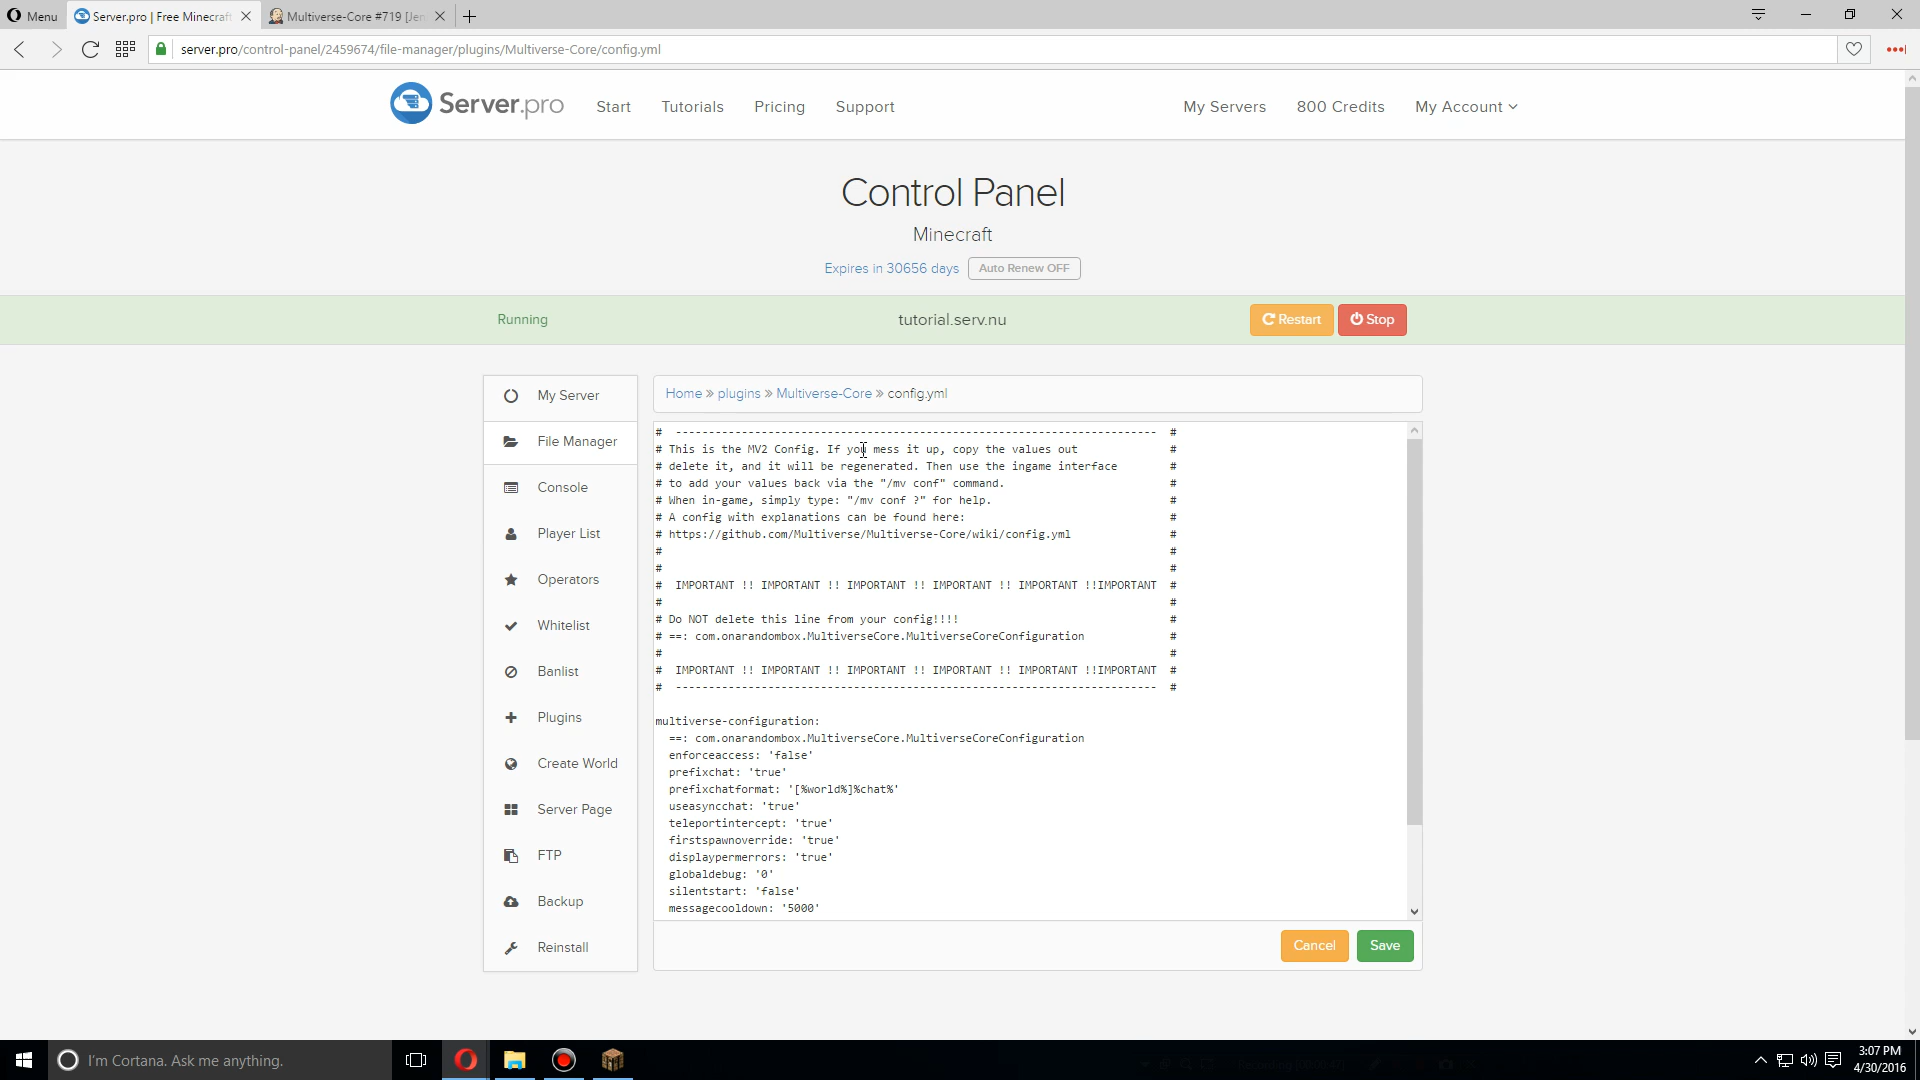 Menu
Server.pro | Free Minecraft
Multiverse-Core #719 [Jen
server.pro/control-panel/2459674/file-manager/plugins/Multiverse-Core/config.yml
Server.pro
Start
Tutorials
Pricing
Support
My Servers
800 Credits
My Account
Control Panel
Minecraft
Expires in 30656 days
Auto Renew OFF
Running
tutorial.serv.nu
Restart
Stop
My Server
File Manager
Console
Player List
Operators
Whitelist
Banlist
Plugins
Create World
Server Page
FTP
Backup
Reinstall
Home » plugins » Multiverse-Core » config.yml
# ------------------------------------------------------------------------- #
# This is the MV2 Config. If you mess it up, copy the values out #
# delete it, and it will be regenerated. Then use the ingame interface #
# to add your values back via the "/mv conf" command. #
# When in-game, simply type: "/mv conf ?" for help. #
# A config with explanations can be found here: #
# https://github.com/Multiverse/Multiverse-Core/wiki/config.yml #
# #
# #
# IMPORTANT !! IMPORTANT !! IMPORTANT !! IMPORTANT !! IMPORTANT !!IMPORTANT #
# #
# Do NOT delete this line from your config!!!! #
# ==: com.onarandombox.MultiverseCore.MultiverseCoreConfiguration #
# #
# IMPORTANT !! IMPORTANT !! IMPORTANT !! IMPORTANT !! IMPORTANT !!IMPORTANT #
# ------------------------------------------------------------------------- #
multiverse-configuration:
==: com.onarandombox.MultiverseCore.MultiverseCoreConfiguration
enforceaccess: 'false'
prefixchat: 'true'
prefixchatformat: '[%world%]%chat%'
useasyncchat: 'true'
teleportintercept: 'true'
firstspawnoverride: 'true'
displaypermerrors: 'true'
globaldebug: '0'
silentstart: 'false'
messagecooldown: '5000'
Cancel
Save
I'm Cortana. Ask me anything.
3:07 PM
4/30/2016